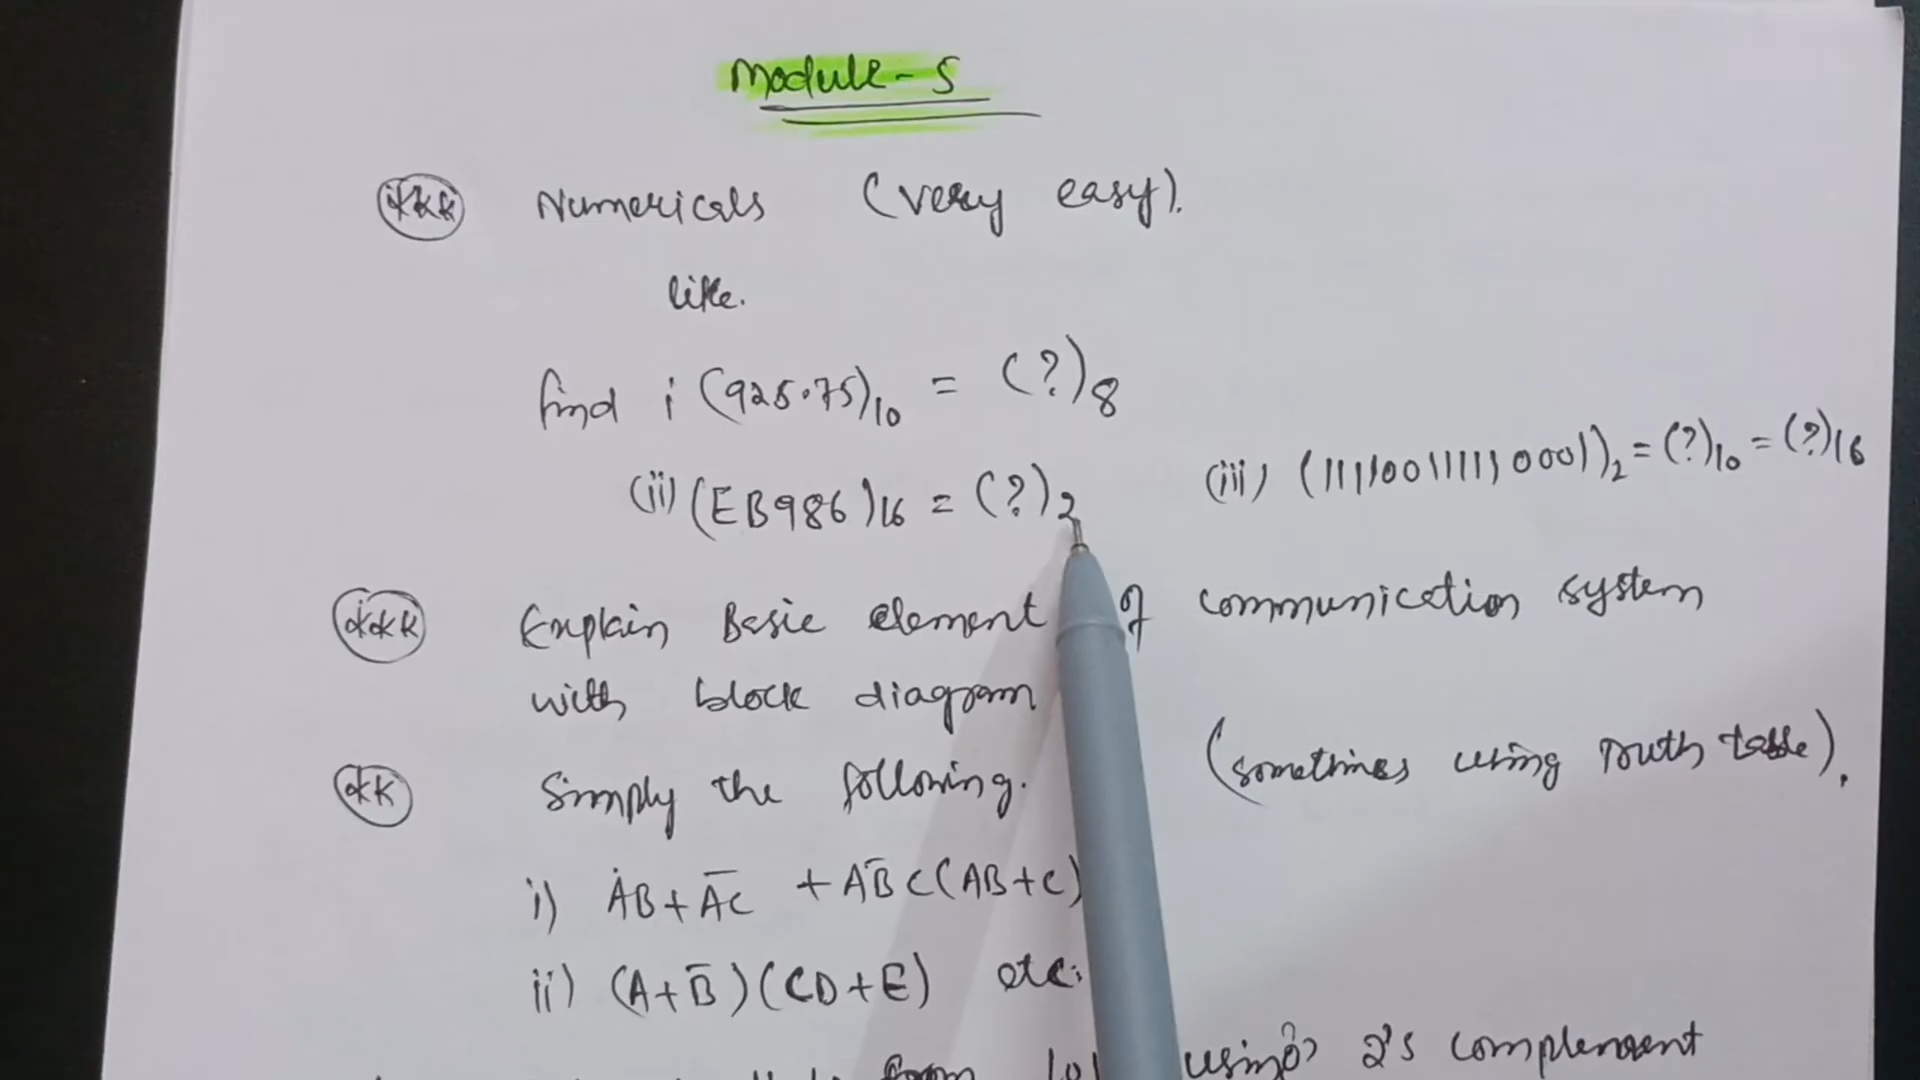 Module-5
*** Numericals (very easy).
like.
find i (925.75)10 = (?)8
(ii) (EB986)16 = (?)2 (iii) (1111001111100001)2 = (?)10 = (?)16
*** Explain Basic element of communication system
with block diagram
** Simply the following. (sometimes using truth table).
i) AB + A̅C̅ + AB̅C(AB+C)
ii) (A+B̅)(CD+E) etc.
from using 2's complement